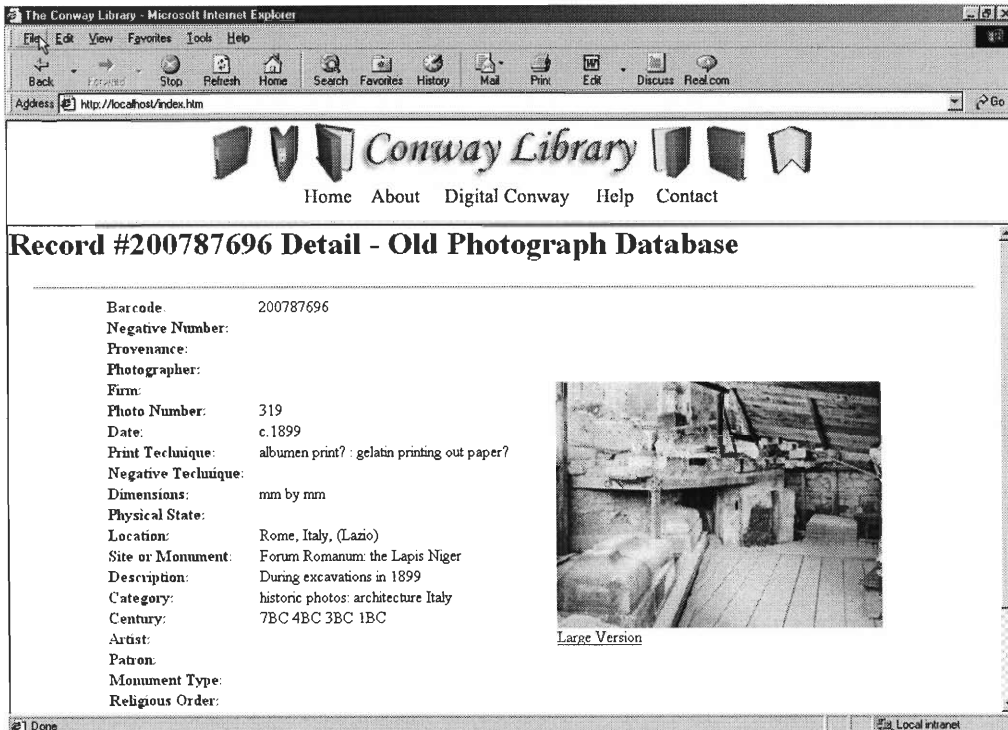 The Conway Library - Microsoft Internet Explorer
File Edit View Favorites Tools Help
Back Forward Stop Refresh Home Search Favorites History Mail Print Edit Discuss Real.com
Address http://localhost/index.htm Go
Conway Library
Home About Digital Conway Help Contact
Record #200787696 Detail - Old Photograph Database
Barcode: 200787696
Negative Number:
Provenance:
Photographer:
Firm:
Photo Number: 319
Date: c.1899
Print Technique: albumen print? : gelatin printing out paper?
Negative Technique:
Dimensions: mm by mm
Physical State:
Location: Rome, Italy, (Lazio)
Site or Monument: Forum Romanum: the Lapis Niger
Description: During excavations in 1899
Category: historic photos: architecture Italy
Century: 7BC 4BC 3BC 1BC
Artist:
Patron:
Monument Type:
Religious Order:
Large Version
Done Local intranet